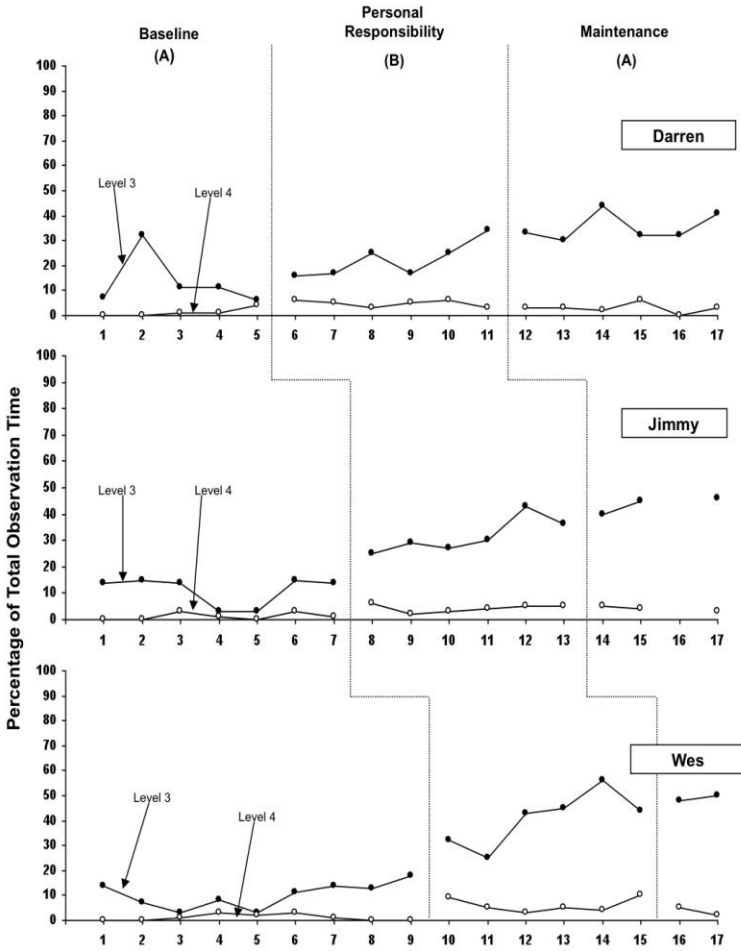 Baseline
(A)
Personal
Responsibility
(B)
Maintenance
(A)
Percentage of Total Observation Time
100
90
80
70
60
50
40
30
20
10
0
Darren
Level 3
Level 4
1 2 3 4 5 6 7 8 9 10 11 12 13 14 15 16 17
100
90
80
70
60
50
40
30
20
10
0
Jimmy
Level 3
Level 4
1 2 3 4 5 6 7 8 9 10 11 12 13 14 15 16 17
100
90
80
70
60
50
40
30
20
10
0
Wes
Level 3
Level 4
1 2 3 4 5 6 7 8 9 10 11 12 13 14 15 16 17